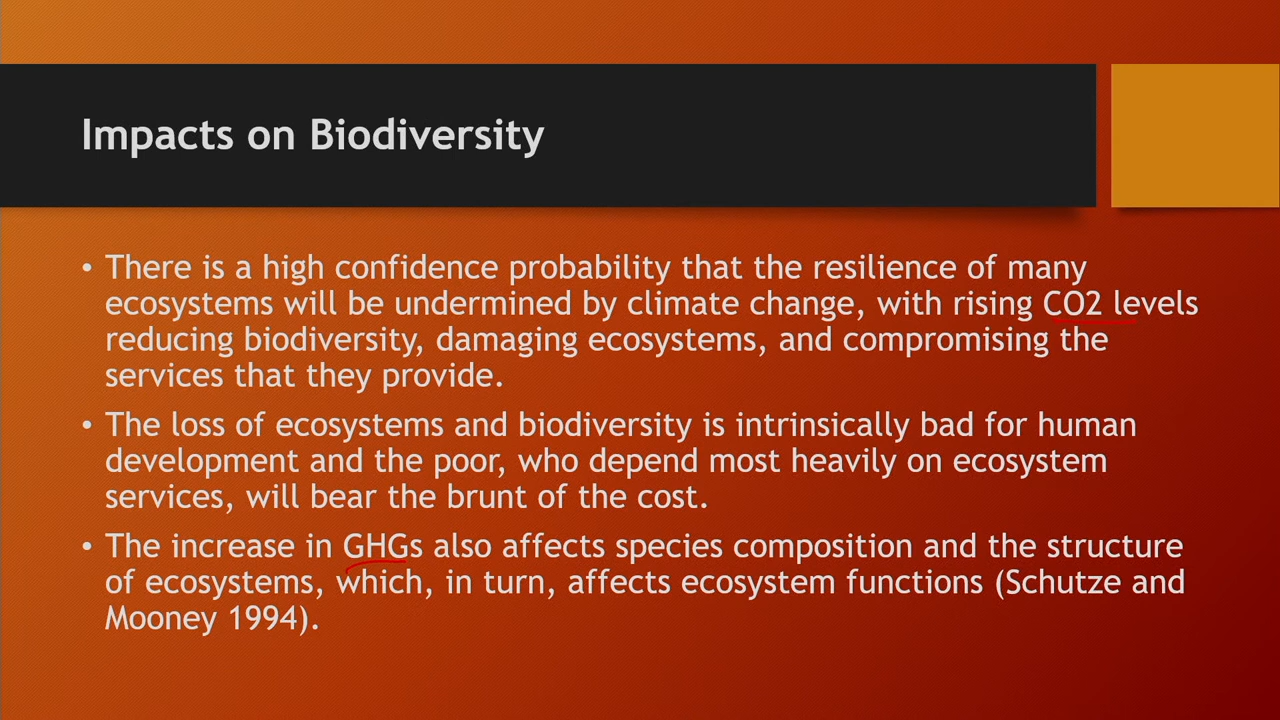 Impacts on Biodiversity
• There is a high confidence probability that the resilience of many
ecosystems will be undermined by climate change, with rising CO2 levels
reducing biodiversity, damaging ecosystems, and compromising the
services that they provide.
• The loss of ecosystems and biodiversity is intrinsically bad for human
development and the poor, who depend most heavily on ecosystem
services, will bear the brunt of the cost.
• The increase in GHGs also affects species composition and the structure
of ecosystems, which, in turn, affects ecosystem functions (Schutze and
Mooney 1994).